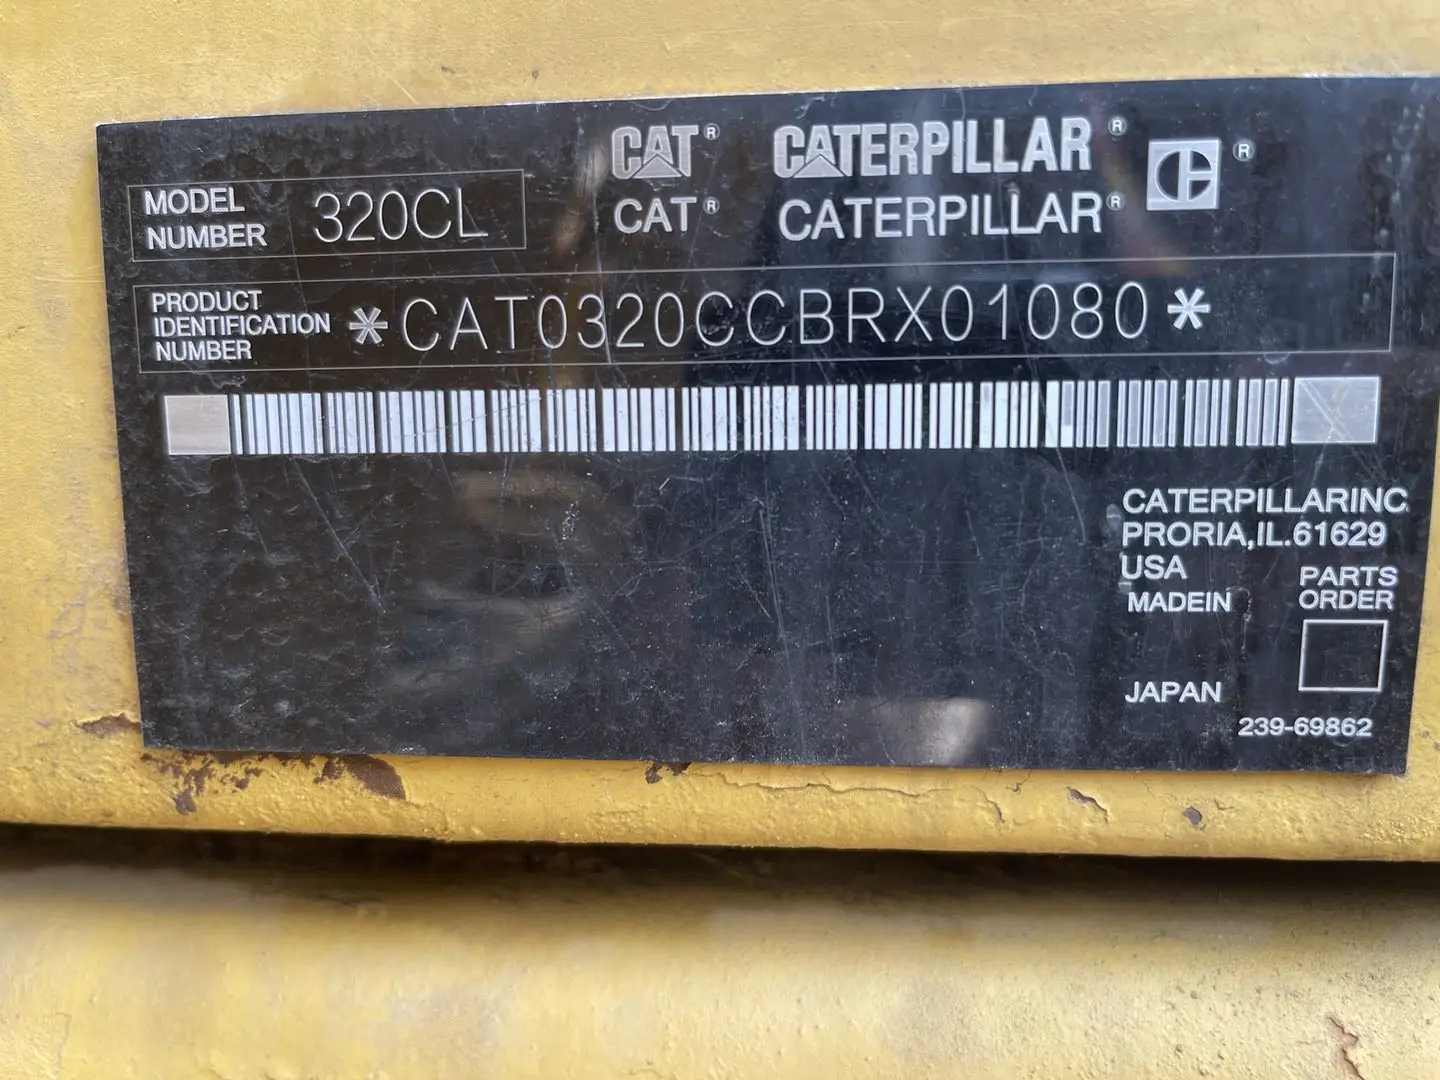 CAT® CATERPILLAR® ®
CAT® CATERPILLAR®
MODEL
NUMBER
320CL
PRODUCT
IDENTIFICATION
NUMBER
*CAT0320CCBRX01080*
CATERPILLARINC
PRORIA,IL.61629
USA
MADEIN
PARTS
ORDER
JAPAN
239-69862